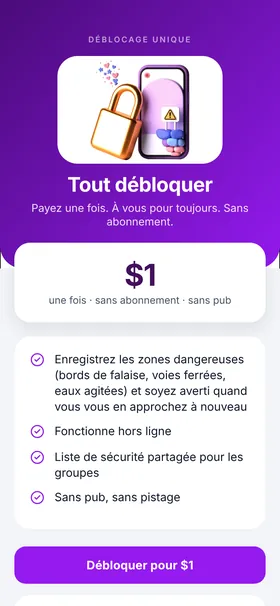 DÉBLOCAGE UNIQUE
Tout débloquer
Payez une fois. À vous pour toujours. Sans
abonnement.
$1
une fois · sans abonnement · sans pub
Enregistrez les zones dangereuses
(bords de falaise, voies ferrées,
eaux agitées) et soyez averti quand
vous vous en approchez à nouveau
Fonctionne hors ligne
Liste de sécurité partagée pour les
groupes
Sans pub, sans pistage
Débloquer pour $1